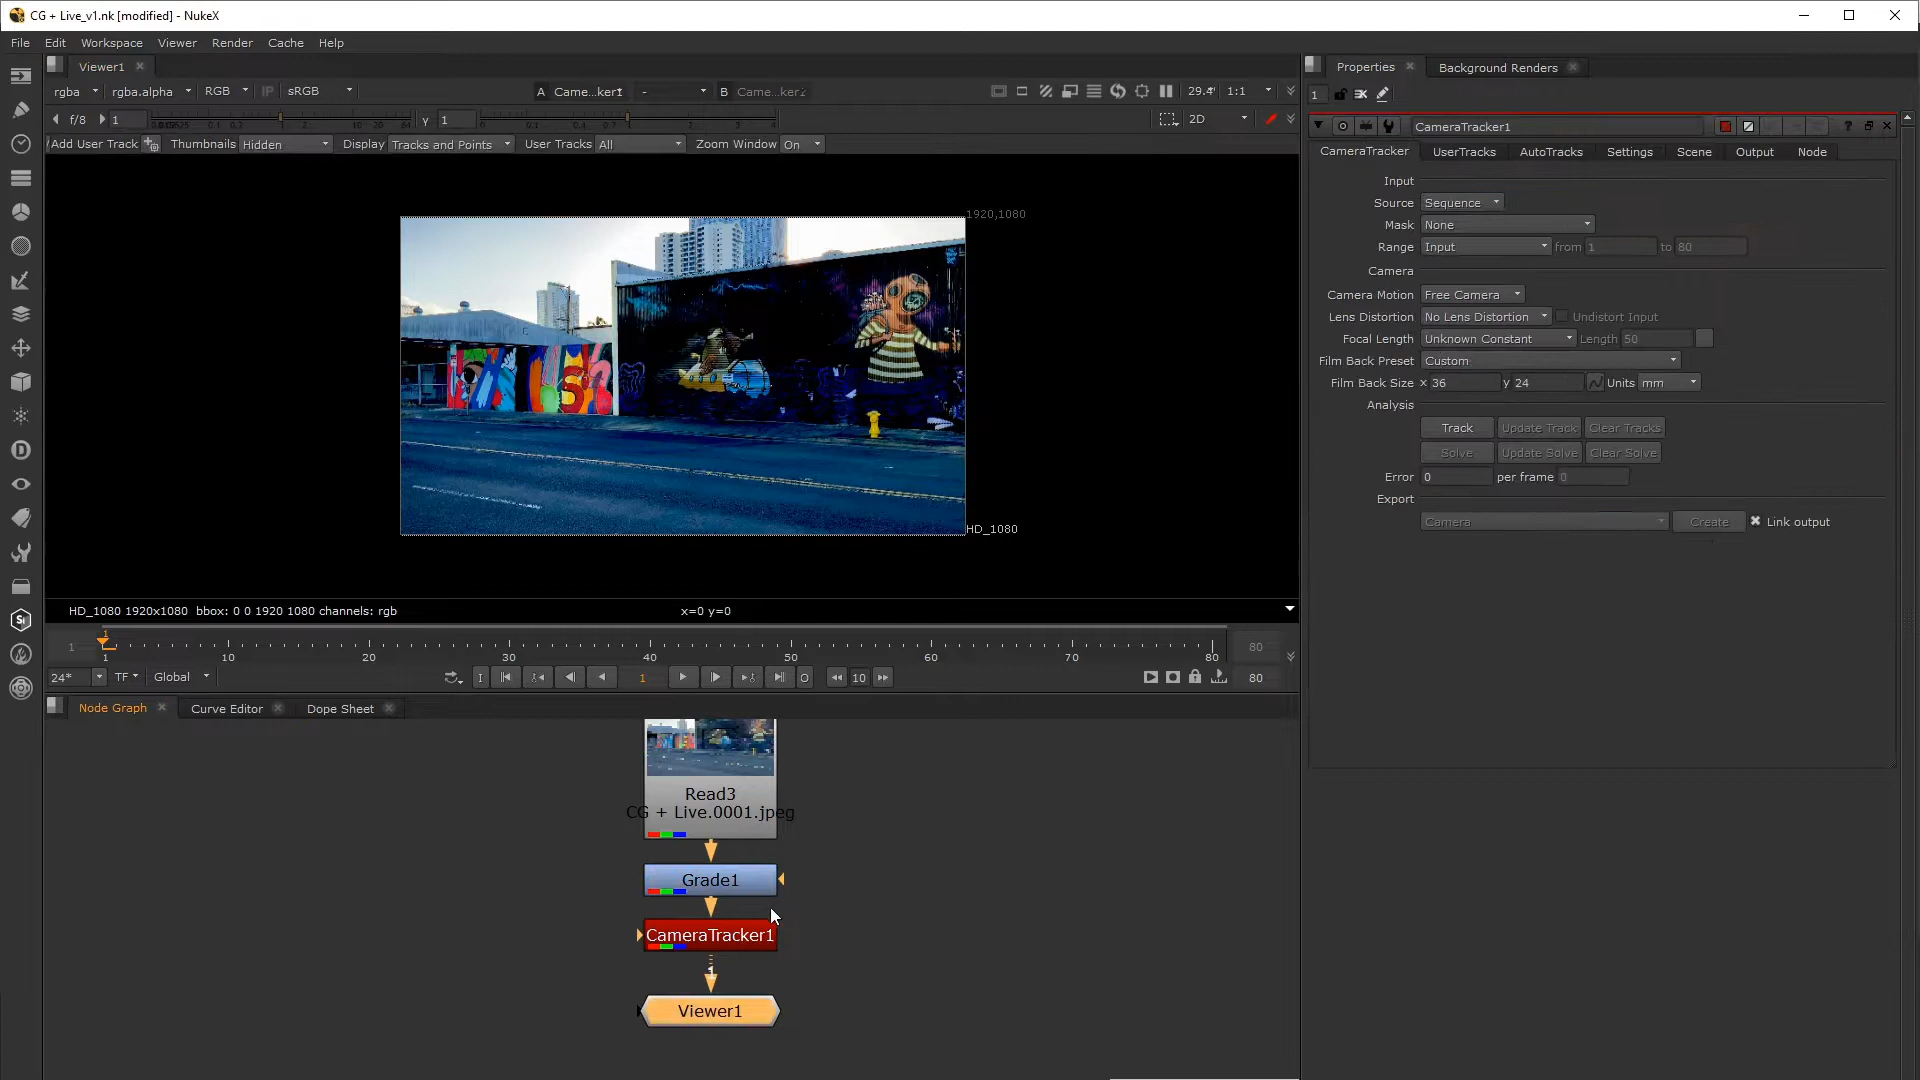 CG + Live_v1.nk [modified] - NukeX
File Edit Workspace Viewer Render Cache Help
Viewer1
Properties Background Renders
rgba rgba.alpha RGB IP sRGB A Came...ker1 - B Came...ker2 1:1
1
f/8 1 y 1 2D
CameraTracker1
Add User Track Thumbnails Hidden Display Tracks and Points User Tracks All Zoom Window On
CameraTracker UserTracks AutoTracks Settings Scene Output Node
Input
Source Sequence
Mask None
Range Input from 1 to 80
Camera
Camera Motion Free Camera
Lens Distortion No Lens Distortion Undistort Input
Focal Length Unknown Constant Length 50
Film Back Preset Custom
Film Back Size x 36 y 24 Units mm
Analysis
Track Update Track Clear Tracks
Solve Update Solve Clear Solve
Error 0 per frame 0
Export
Camera Create Link output
1920,1080
HD_1080
HD_1080 1920x1080 bbox: 0 0 1920 1080 channels: rgb x=0 y=0
1
1 80
1 10 20 30 40 50 60 70 80
24* TF Global I 1 O 10 80
Node Graph Curve Editor Dope Sheet
Read3
CG + Live.0001.jpeg
Grade1
CameraTracker1
1
Viewer1